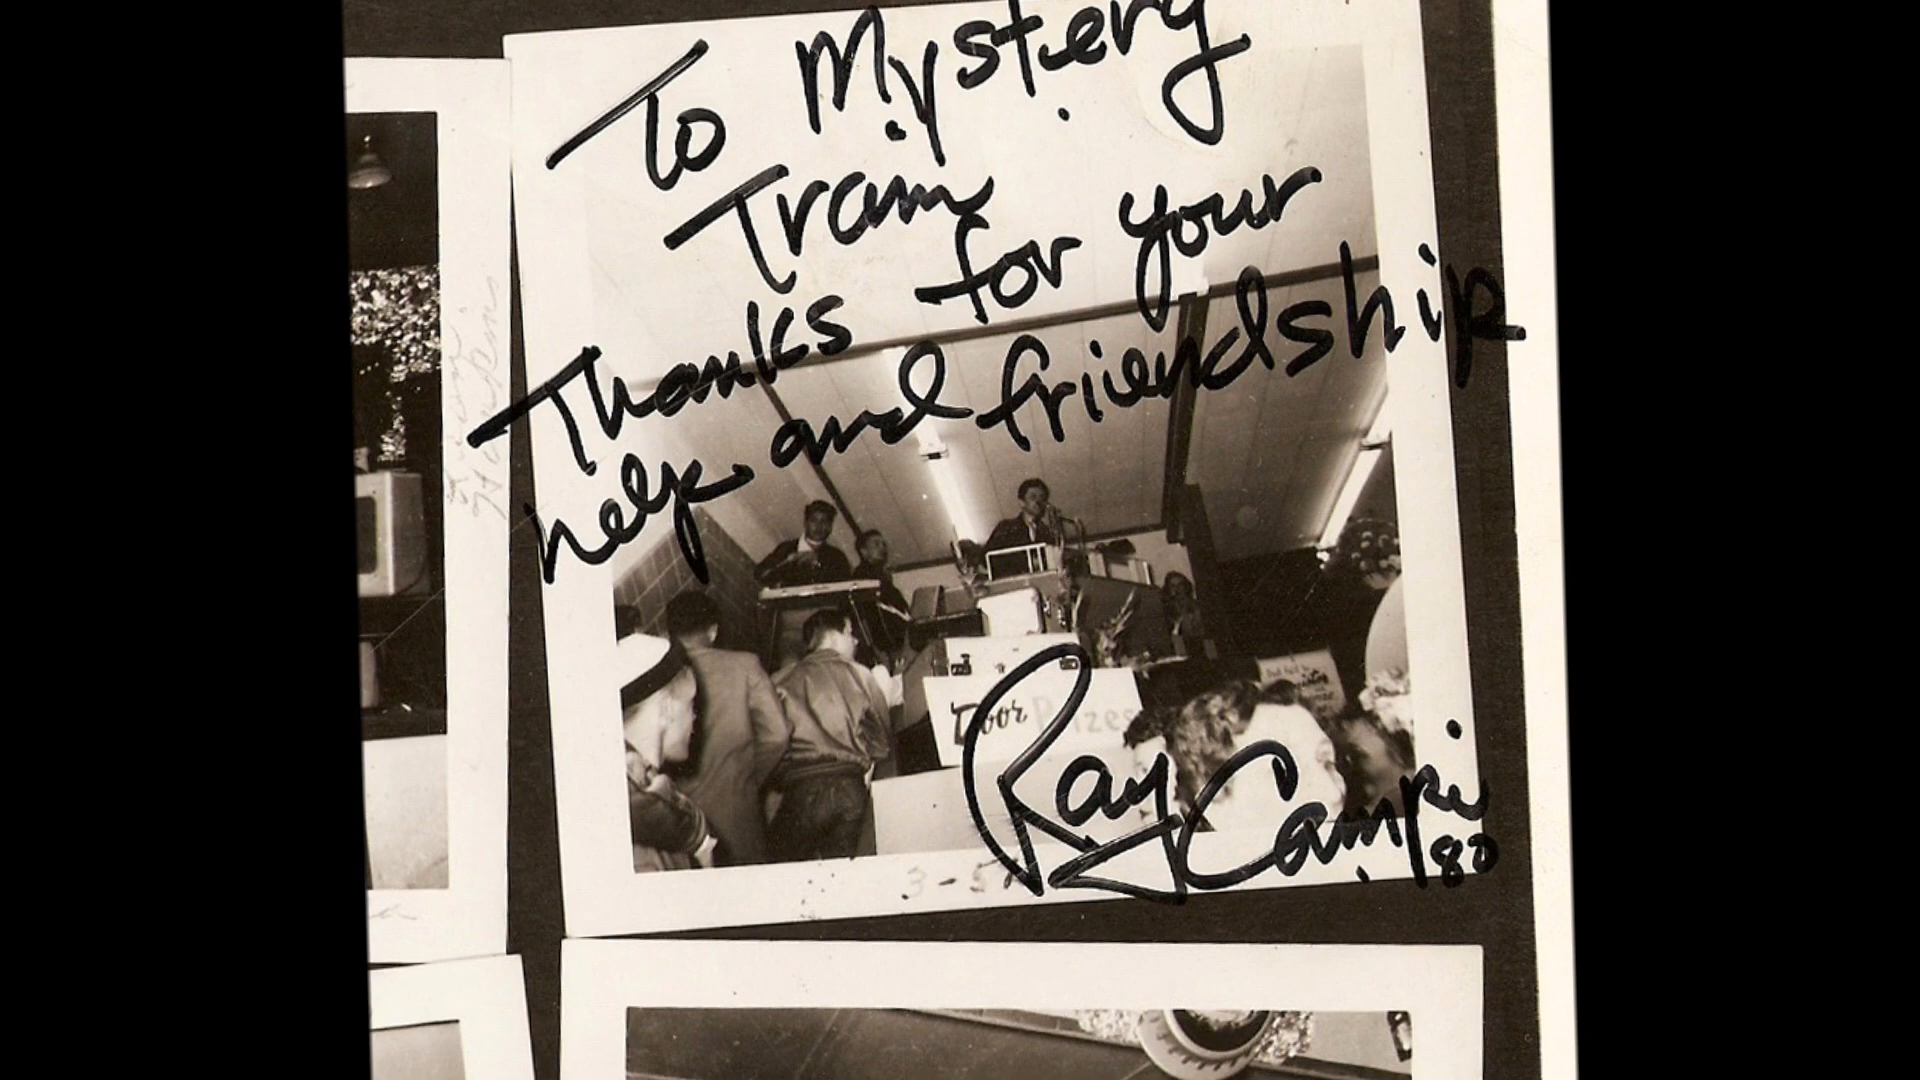 To Mystery
Train
Thanks for your
help and friendship
Door Prizes
Ray Campi
80
3-5